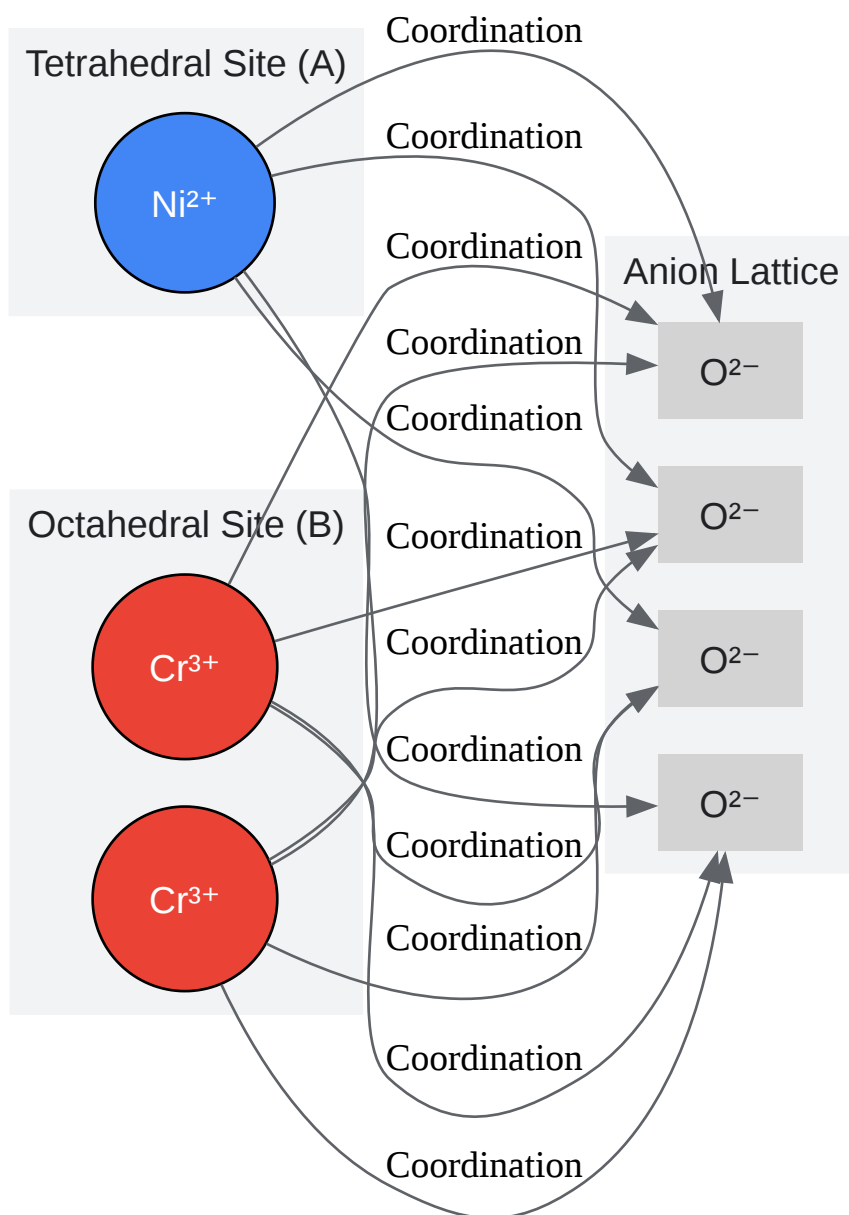 Coordination
Tetrahedral Site (A)
Coordination
Ni²⁺
Coordination
Anion Lattice
Coordination
O²⁻
Coordination
O²⁻
Octahedral Site (B)
Coordination
Coordination
O²⁻
Cr³⁺
Coordination
O²⁻
Coordination
Cr³⁺
Coordination
Coordination
Coordination